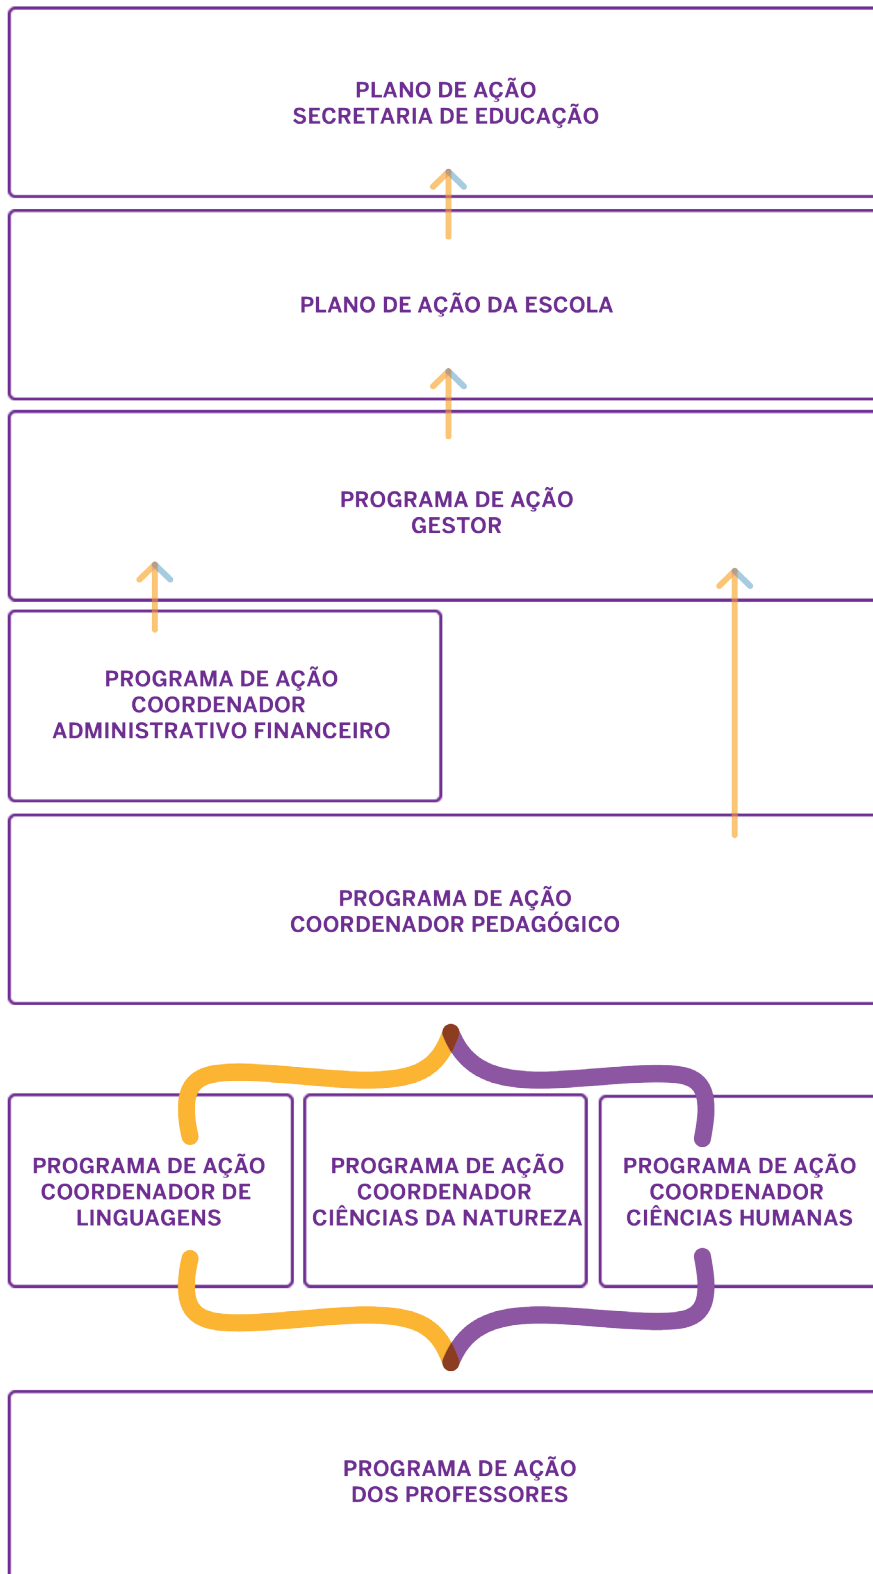 PLANO DE AÇÃO
SECRETARIA DE EDUCAÇÃO
PLANO DE AÇÃO DA ESCOLA
PROGRAMA DE AÇÃO
GESTOR
PROGRAMA DE AÇÃO
COORDENADOR
ADMINISTRATIVO FINANCEIRO
PROGRAMA DE AÇÃO
COORDENADOR PEDAGÓGICO
PROGRAMA DE AÇÃO
COORDENADOR DE
LINGUAGENS
PROGRAMA DE AÇÃO
COORDENADOR
CIÊNCIAS DA NATUREZA
PROGRAMA DE AÇÃO
COORDENADOR
CIÊNCIAS HUMANAS
PROGRAMA DE AÇÃO
DOS PROFESSORES